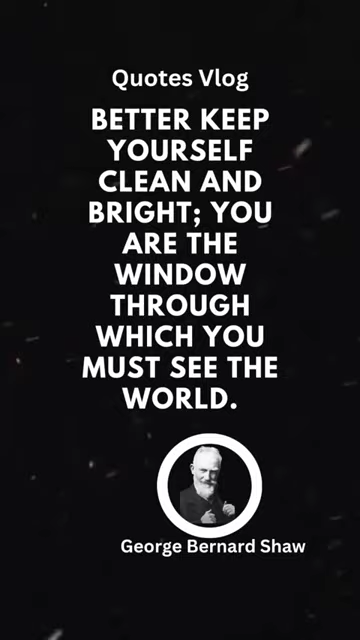 Quotes Vlog
BETTER KEEP
YOURSELF
CLEAN AND
BRIGHT; YOU
ARE THE
WINDOW
THROUGH
WHICH YOU
MUST SEE THE
WORLD.
George Bernard Shaw